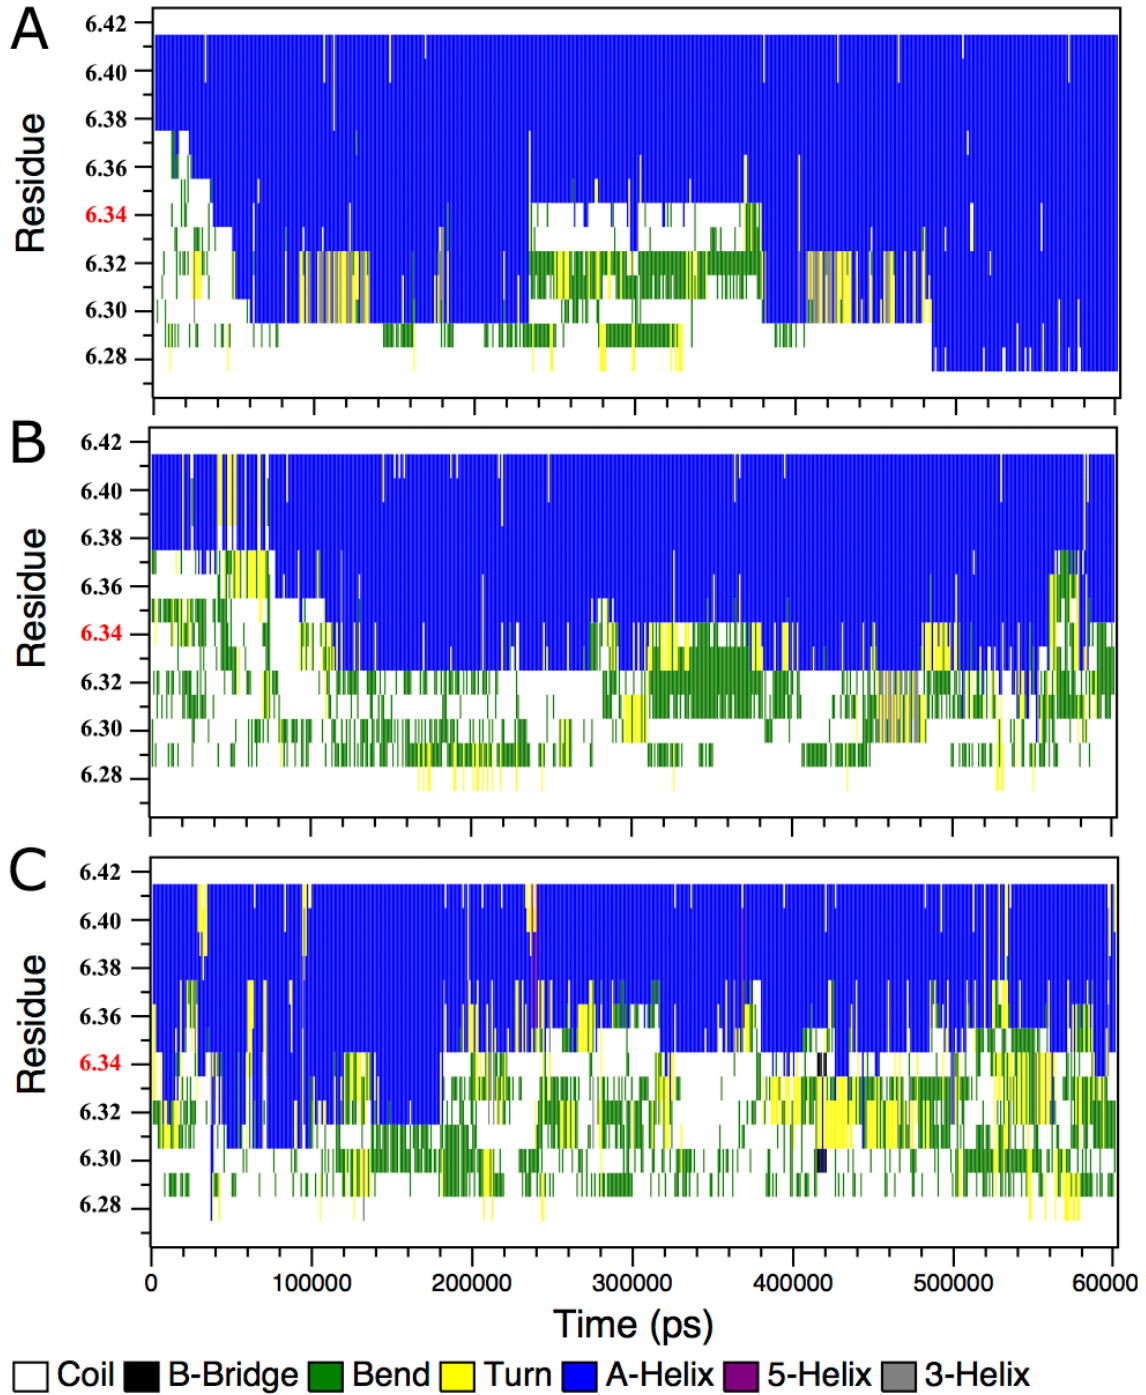 A
6.42
6.40
6.38
6.36
6.34
6.32
6.30
6.28
Residue
B
6.42
6.40
6.38
6.36
6.34
6.32
6.30
6.28
Residue
C
6.42
6.40
6.38
6.36
6.34
6.32
6.30
6.28
Residue
0 100000 200000 300000 400000 500000 60000
Time (ps)
Coil B-Bridge Bend Turn A-Helix 5-Helix 3-Helix